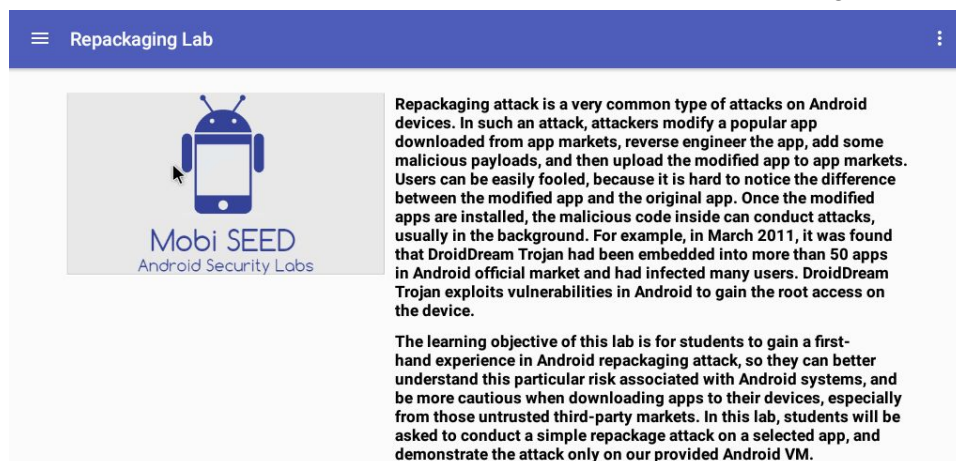 Repackaging Lab
Mobi SEED
Android Security Labs
Repackaging attack is a very common type of attacks on Android
devices. In such an attack, attackers modify a popular app
downloaded from app markets, reverse engineer the app, add some
malicious payloads, and then upload the modified app to app markets.
Users can be easily fooled, because it is hard to notice the difference
between the modified app and the original app. Once the modified
apps are installed, the malicious code inside can conduct attacks,
usually in the background. For example, in March 2011, it was found
that DroidDream Trojan had been embedded into more than 50 apps
in Android official market and had infected many users. DroidDream
Trojan exploits vulnerabilities in Android to gain the root access on
the device.
The learning objective of this lab is for students to gain a first-
hand experience in Android repackaging attack, so they can better
understand this particular risk associated with Android systems, and
be more cautious when downloading apps to their devices, especially
from those untrusted third-party markets. In this lab, students will be
asked to conduct a simple repackage attack on a selected app, and
demonstrate the attack only on our provided Android VM.